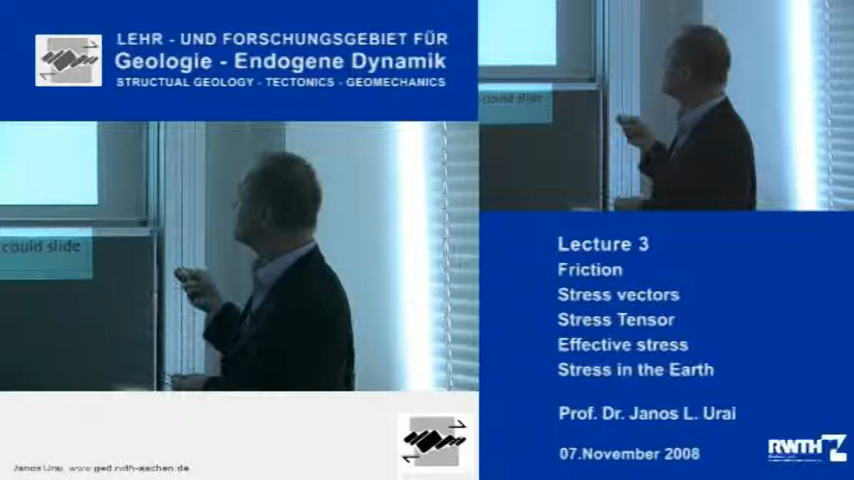 LEHR - UND FORSCHUNGSGEBIET FÜR
Geologie - Endogene Dynamik
STRUCTUAL GEOLOGY - TECTONICS - GEOMECHANICS
could slide
could slide
Lecture 3
Friction
Stress vectors
Stress Tensor
Effective stress
Stress in the Earth
Prof. Dr. Janos L. Urai
07.November 2008
RWTH
Janos Urai, www.ged.rwth-aachen.de